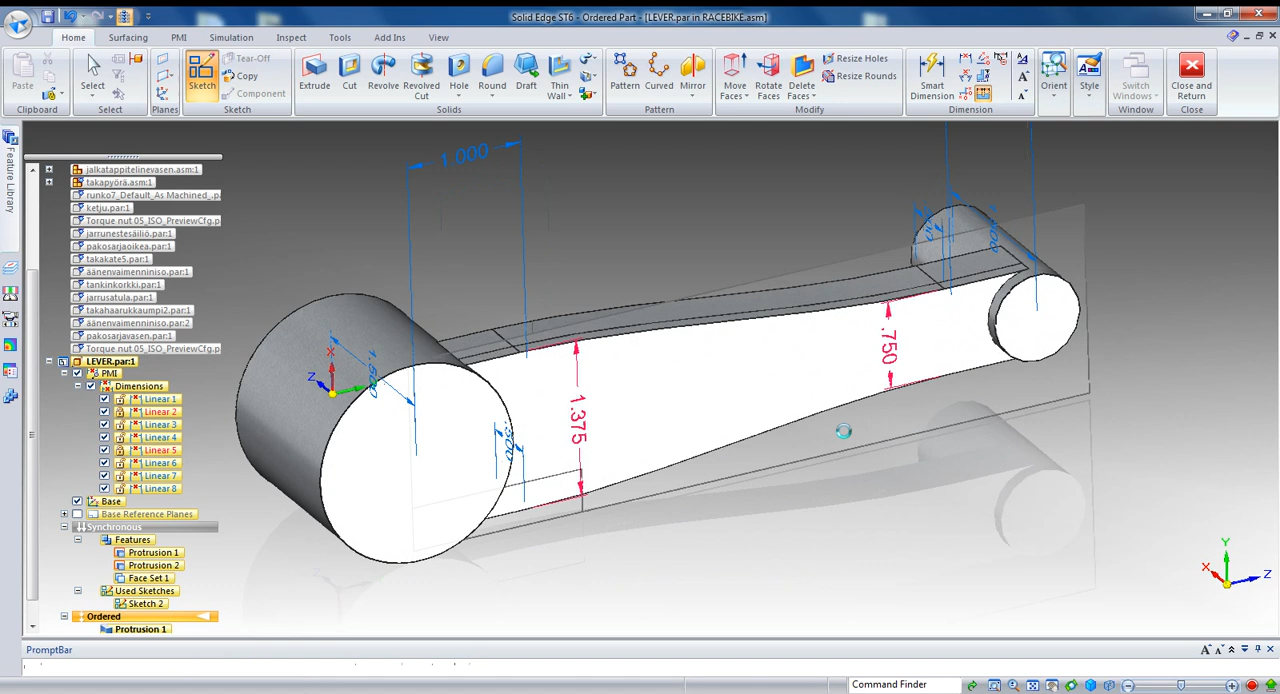 Solid Edge ST6 - Ordered Part - [LEVER.par in RACEBIKE.asm]
Home Surfacing PMI Simulation Inspect Tools Add Ins View
Paste
Clipboard
Select
Select
Planes
Sketch
Tear-Off
Copy
Component
Sketch
Extrude Cut Revolve Revolved Cut Hole Round Draft Thin Wall
Solids
Pattern Curved Mirror
Pattern
Move Faces Rotate Faces Delete Faces
Resize Holes
Resize Rounds
Modify
Smart Dimension
Dimension
Orient
Style
Switch Windows
Window
Close and Return
Close
Feature Library
jalkatappitelinevasen.asm:1
takapyörä.asm:1
runko7_Default_As Machined_.pa
ketju.par:1
Torque nut 05_ISO_PreviewCfg.p
jarrunestesäiliö.par:1
pakosarjaoikea.par:1
takakate5.par:1
äänenvaimenniniso.par:1
tankinkorkki.par:1
jarrusatula.par:1
takahaarukkaumpi2.par:1
äänenvaimenniniso.par:2
pakosarjavasen.par:1
Torque nut 05_ISO_PreviewCfg.p
LEVER.par:1
PMI
Dimensions
Linear 1
Linear 2
Linear 3
Linear 4
Linear 5
Linear 6
Linear 7
Linear 8
Base
Base Reference Planes
Synchronous
Features
Protrusion 1
Protrusion 2
Face Set 1
Used Sketches
Sketch 2
Ordered
Protrusion 1
1.000
1.500
.500
1.375
.750
X
Z
Y
X
Z
PromptBar
Command Finder